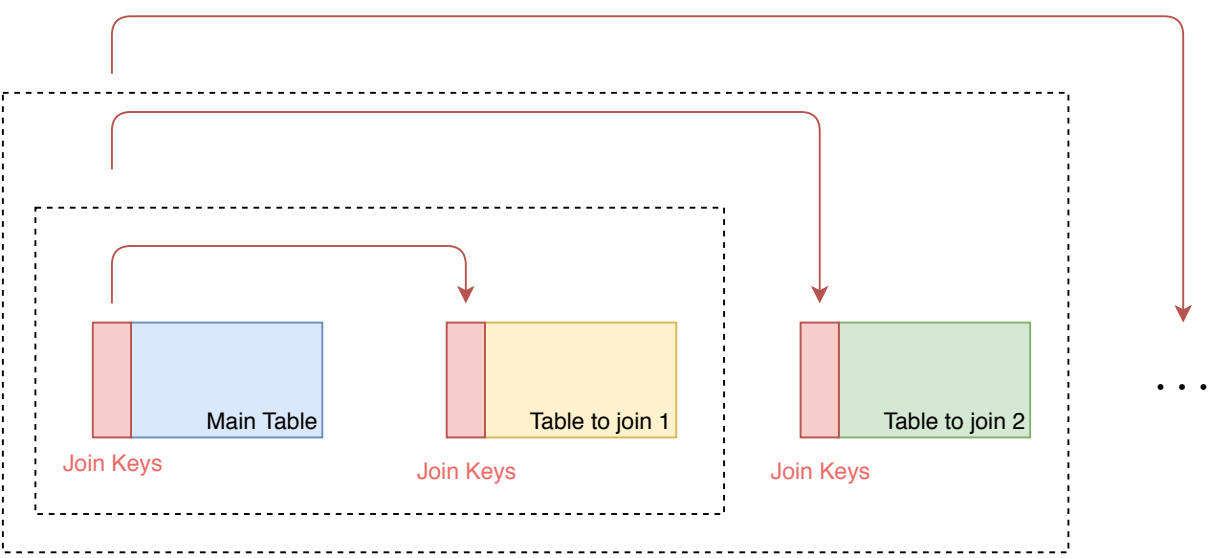 Main Table
Table to join 1
Table to join 2
Join Keys
Join Keys
Join Keys
. . .